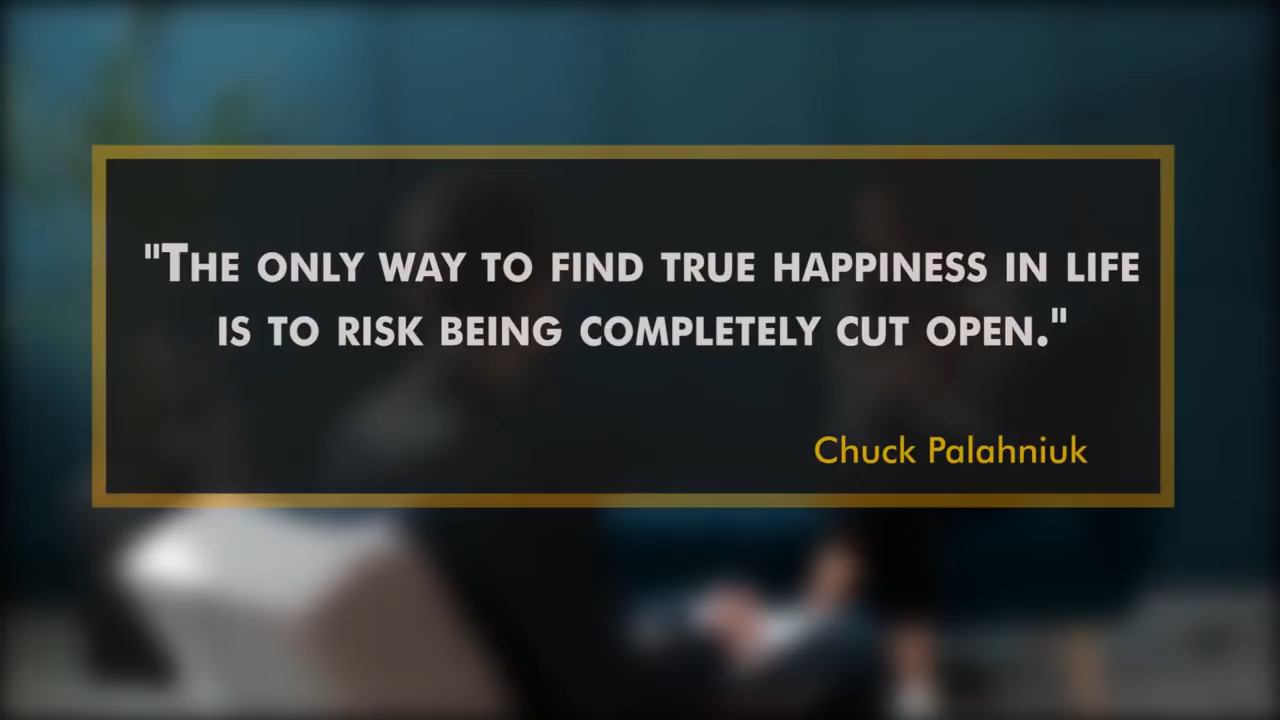 "The only way to find true happiness in life
is to risk being completely cut open."
Chuck Palahniuk